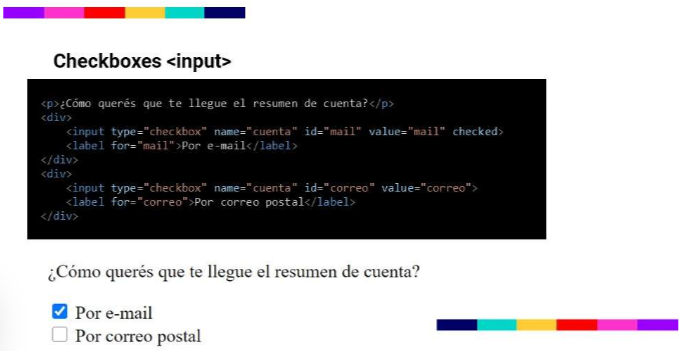 Checkboxes <input>
<p>¿Cómo querés que te llegue el resumen de cuenta?</p>
<div>
<input type="checkbox" name="cuenta" id="mail" value="mail" checked>
<label for="mail">Por e-mail</label>
</div>
<div>
<input type="checkbox" name="cuenta" id="correo" value="correo">
<label for="correo">Por correo postal</label>
</div>
¿Cómo querés que te llegue el resumen de cuenta?
Por e-mail
Por correo postal